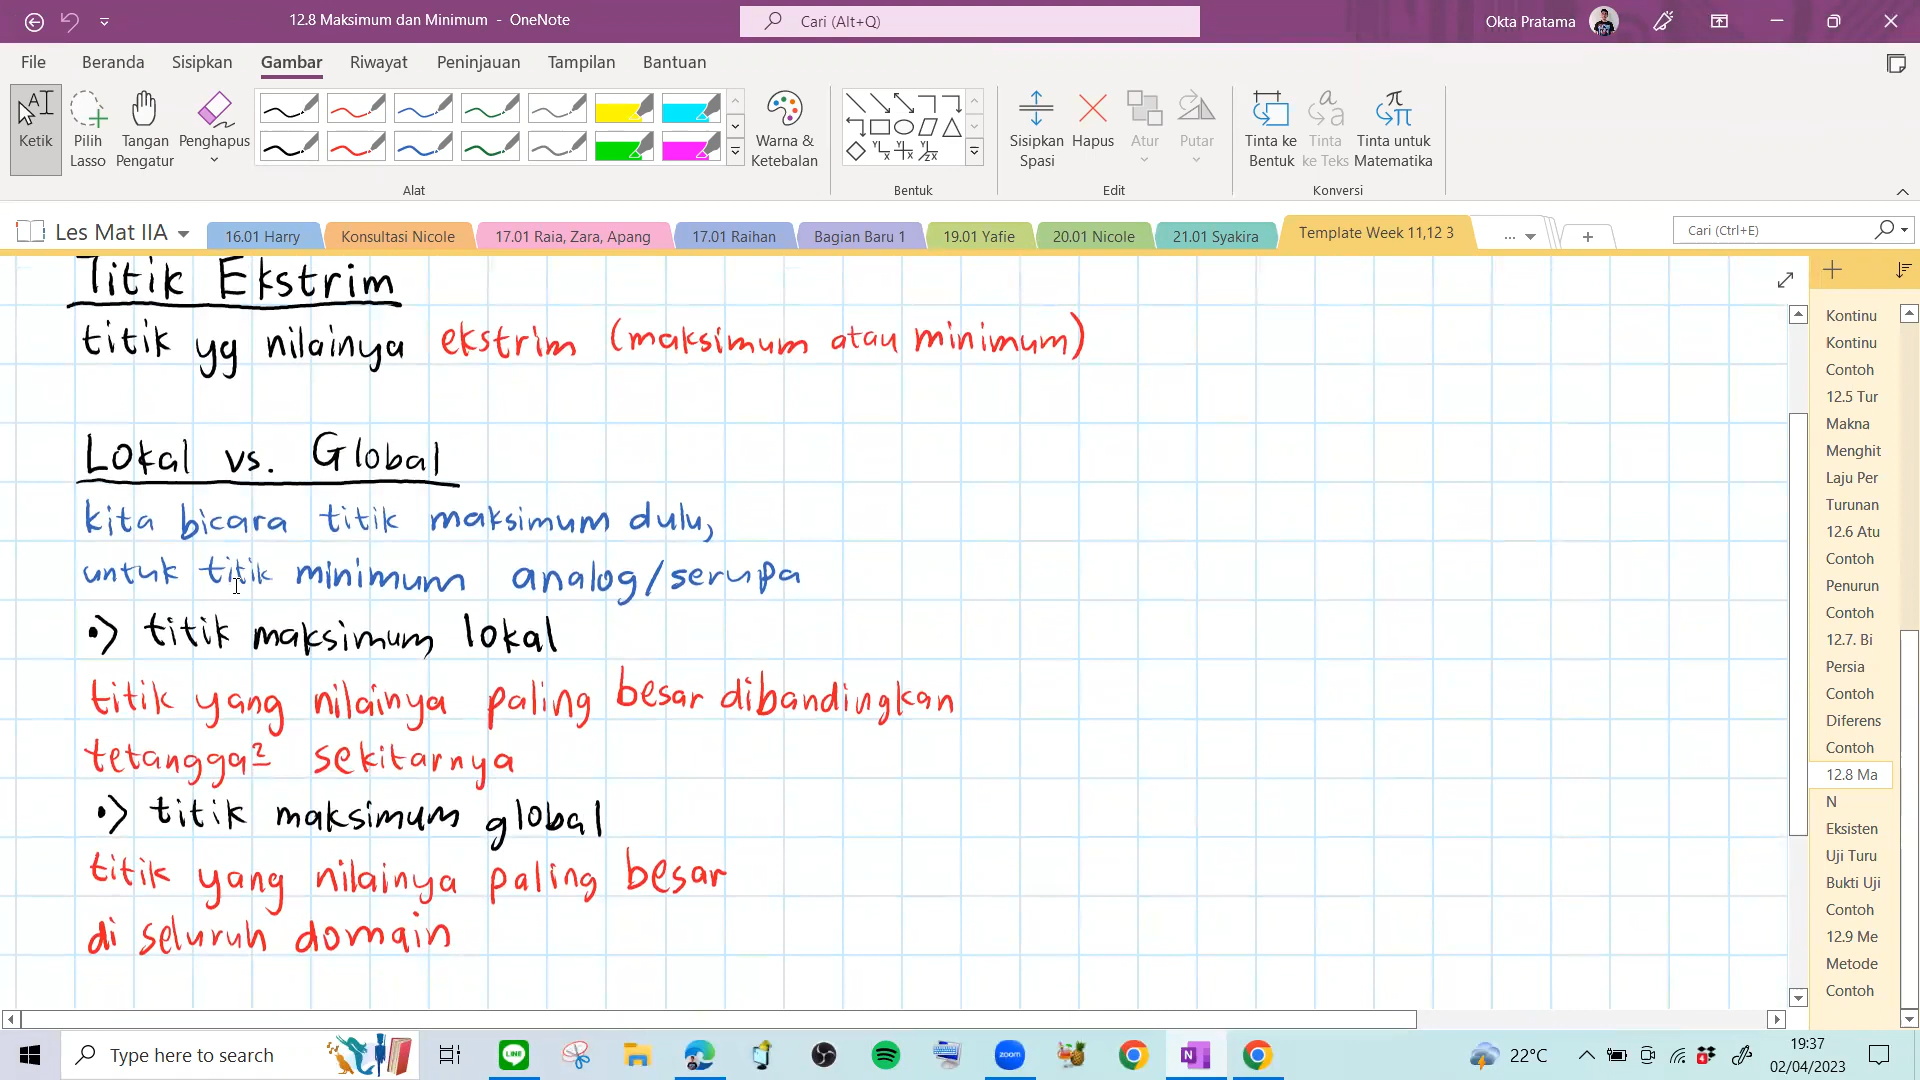 12.8 Maksimum dan Minimum - OneNote
Cari (Alt+Q)
Okta Pratama
File Beranda Sisipkan Gambar Riwayat Peninjauan Tampilan Bantuan
Ketik
Pilih Lasso
Tangan Pengatur
Penghapus
Warna & Ketebalan
Sisipkan Spasi
Hapus
Atur
Putar
Tinta ke Bentuk
Tinta ke Teks
Tinta untuk Matematika
Alat
Bentuk
Edit
Konversi
Les Mat IIA
16.01 Harry
Konsultasi Nicole
17.01 Raia, Zara, Apang
17.01 Raihan
Bagian Baru 1
19.01 Yafie
20.01 Nicole
21.01 Syakira
Template Week 11,12 3
...
Cari (Ctrl+E)
Titik Ekstrim
titik yg nilainya ekstrim (maksimum atau minimum)
Lokal vs. Global
kita bicara titik maksimum dulu,
untuk titik minimum analog/serupa
•> titik maksimum lokal
titik yang nilainya paling besar dibandingkan
tetangga² sekitarnya
•> titik maksimum global
titik yang nilainya paling besar
di seluruh domain
Kontinu
Kontinu
Contoh
12.5 Tur
Makna
Menghit
Laju Per
Turunan
12.6 Atu
Contoh
Penurun
Contoh
12.7. Bi
Persia
Contoh
Diferens
Contoh
12.8 Ma
N
Eksisten
Uji Turu
Bukti Uji
Contoh
12.9 Me
Metode
Contoh
Type here to search
LINE
zoom
22°C
19:37
02/04/2023